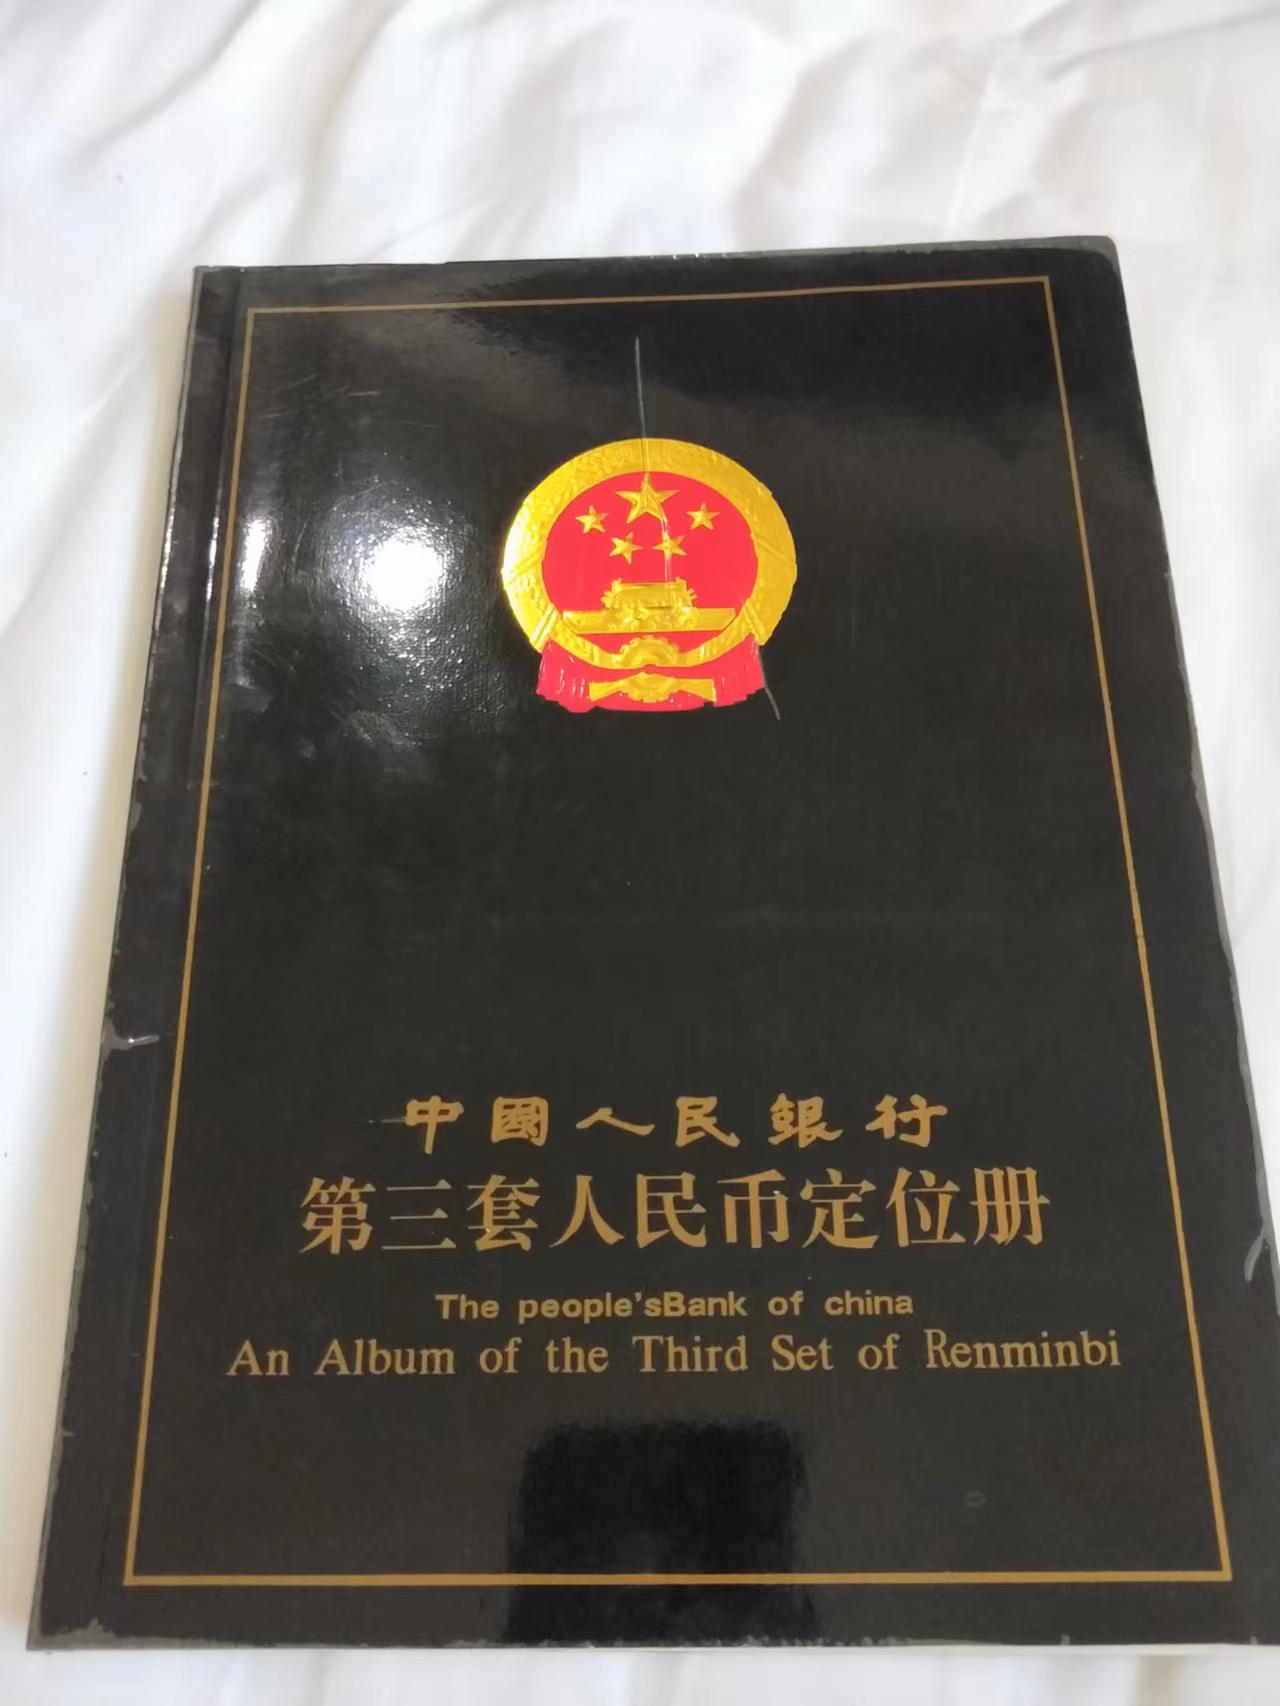 中國人民銀行
第三套人民币定位册
The people'sBank of china
An Album of the Third Set of Renminbi